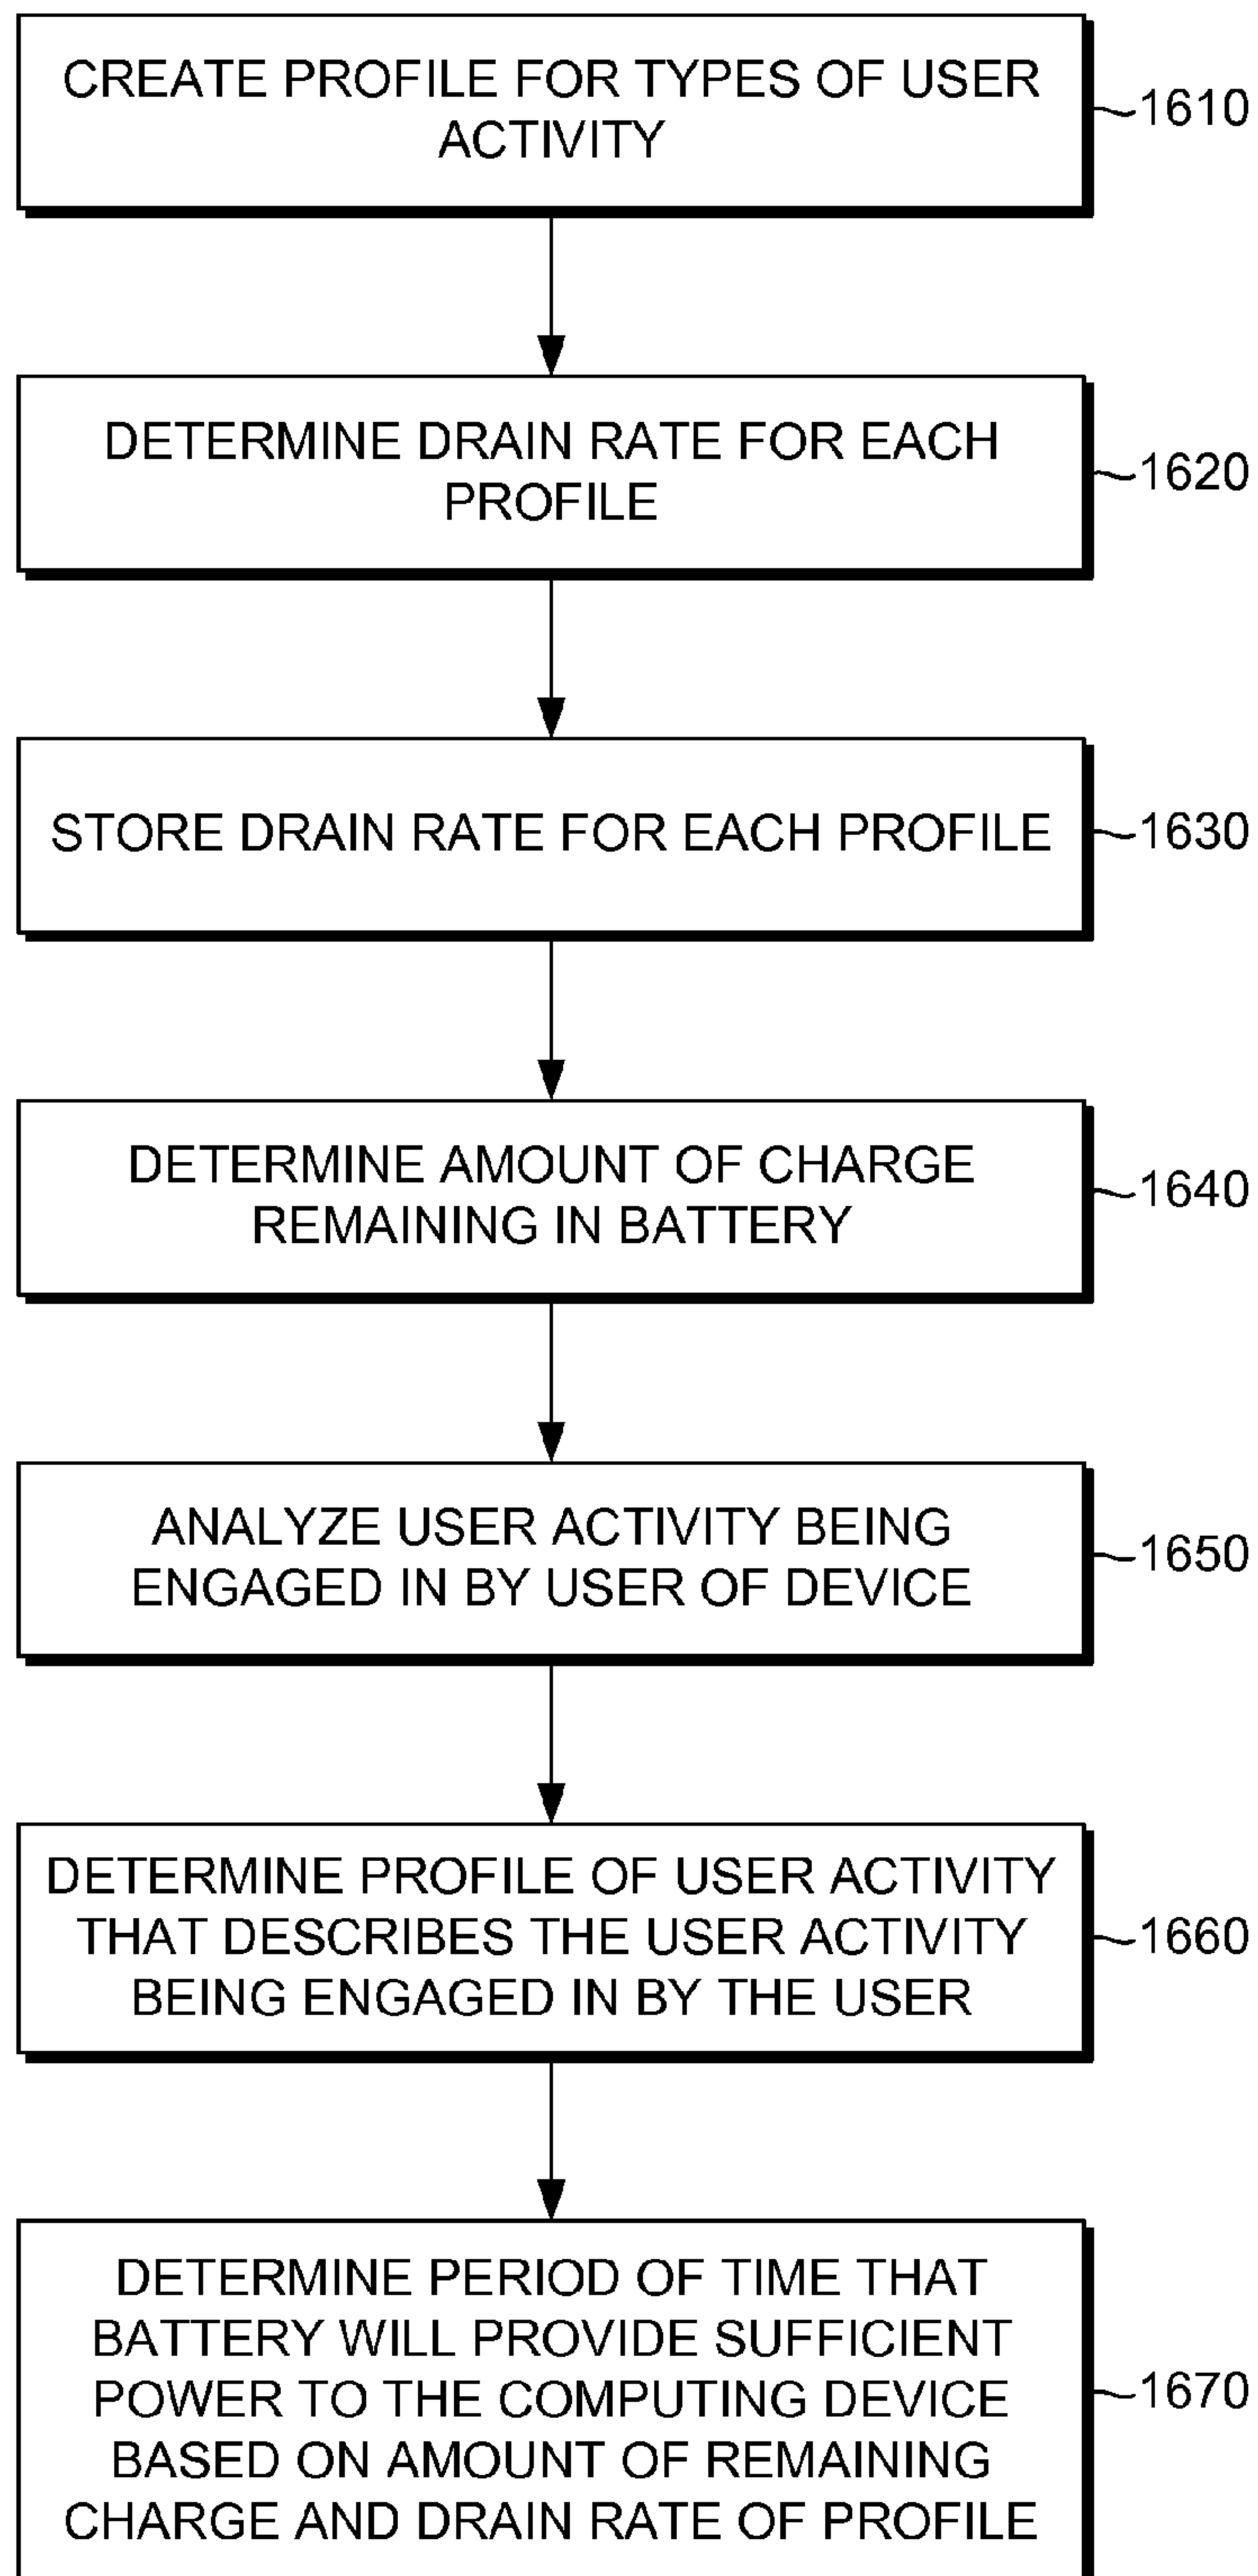 CREATE PROFILE FOR TYPES OF USER
ACTIVITY
1610
DETERMINE DRAIN RATE FOR EACH
PROFILE
1620
STORE DRAIN RATE FOR EACH PROFILE
1630
DETERMINE AMOUNT OF CHARGE
REMAINING IN BATTERY
1640
ANALYZE USER ACTIVITY BEING
ENGAGED IN BY USER OF DEVICE
1650
DETERMINE PROFILE OF USER ACTIVITY
THAT DESCRIBES THE USER ACTIVITY
BEING ENGAGED IN BY THE USER
1660
DETERMINE PERIOD OF TIME THAT
BATTERY WILL PROVIDE SUFFICIENT
POWER TO THE COMPUTING DEVICE
BASED ON AMOUNT OF REMAINING
CHARGE AND DRAIN RATE OF PROFILE
1670